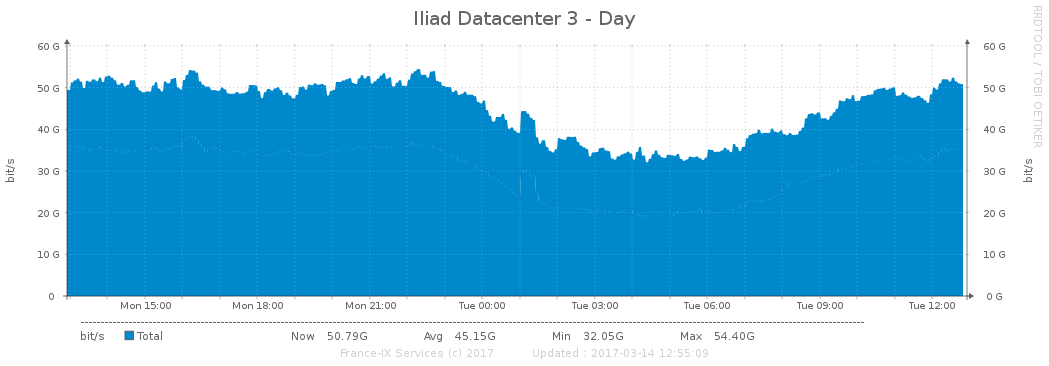 Iliad Datacenter 3 - Day
RRDTOOL / TOBI OETIKER
60 G 60 G
50 G 50 G
40 G 40 G
30 G 30 G
20 G 20 G
10 G 10 G
0 0 G
bit/s
bit/s
Mon 15:00 Mon 18:00 Mon 21:00 Tue 00:00 Tue 03:00 Tue 06:00 Tue 09:00 Tue 12:00
bit/s Total Now 50.79G Avg 45.15G Min 32.05G Max 54.40G
France-IX Services (c) 2017 Updated : 2017-03-14 12:55:09